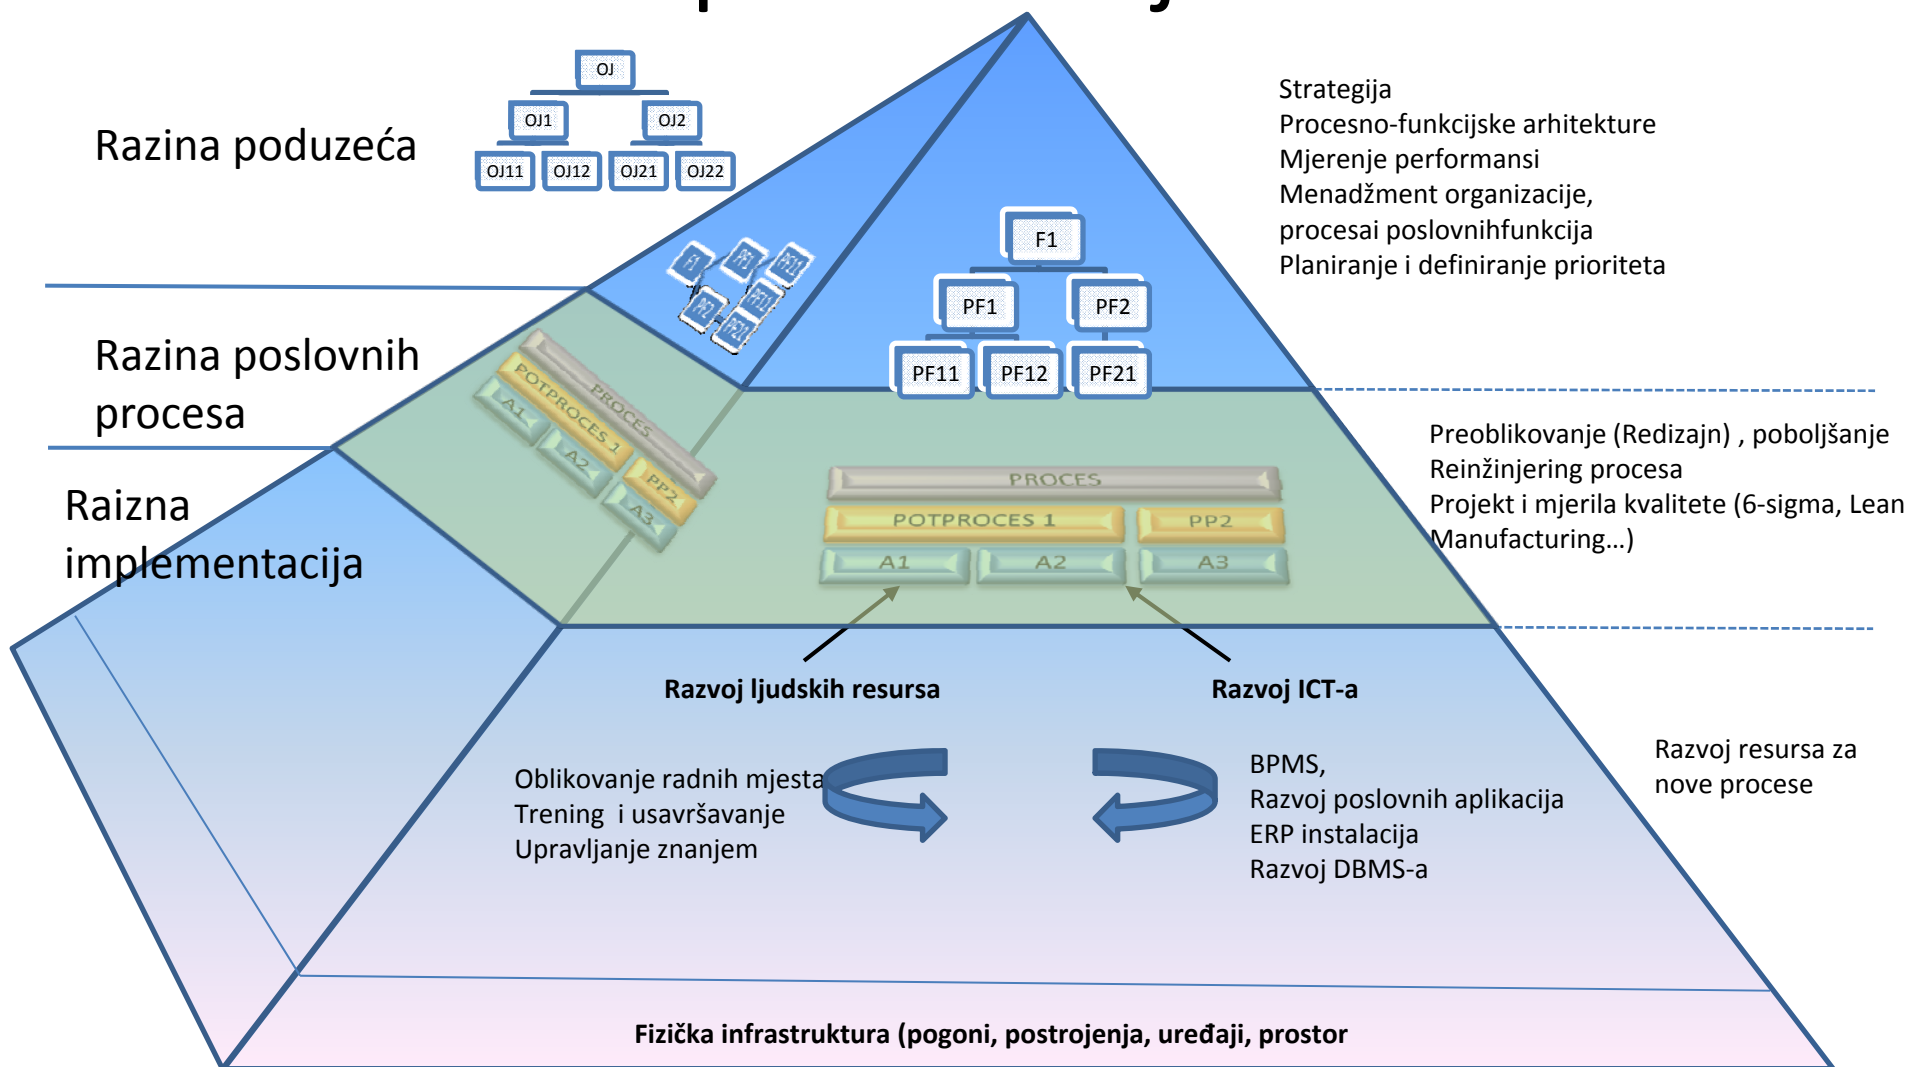 OJ
OJ1
OJ2
OJ11
OJ12
OJ21
OJ22
Razina poduzeća
Strategija
Procesno-funkcijske arhitekture
Mjerenje performansi
Menadžment organizacije,
procesai poslovnihfunkcija
Planiranje i definiranje prioriteta
F1
PF1
PF2
PF11
PF12
PF21
F1
PF1
PF11
PF2
Razina poslovnih
procesa
PROCES
POTPROCES 1
PP2
A1
A2
A3
PROCES
POTPROCES 1
PP2
A1
A2
A3
Preoblikovanje (Redizajn) , poboljšanje
Reinžinjering procesa
Projekt i mjerila kvalitete (6-sigma, Lean
Manufacturing...)
Raizna
implementacija
Razvoj ljudskih resursa
Razvoj ICT-a
Oblikovanje radnih mjesta
Trening  i usavršavanje
Upravljanje znanjem
BPMS,
Razvoj poslovnih aplikacija
ERP instalacija
Razvoj DBMS-a
Razvoj resursa za
nove procese
Fizička infrastruktura (pogoni, postrojenja, uređaji, prostor